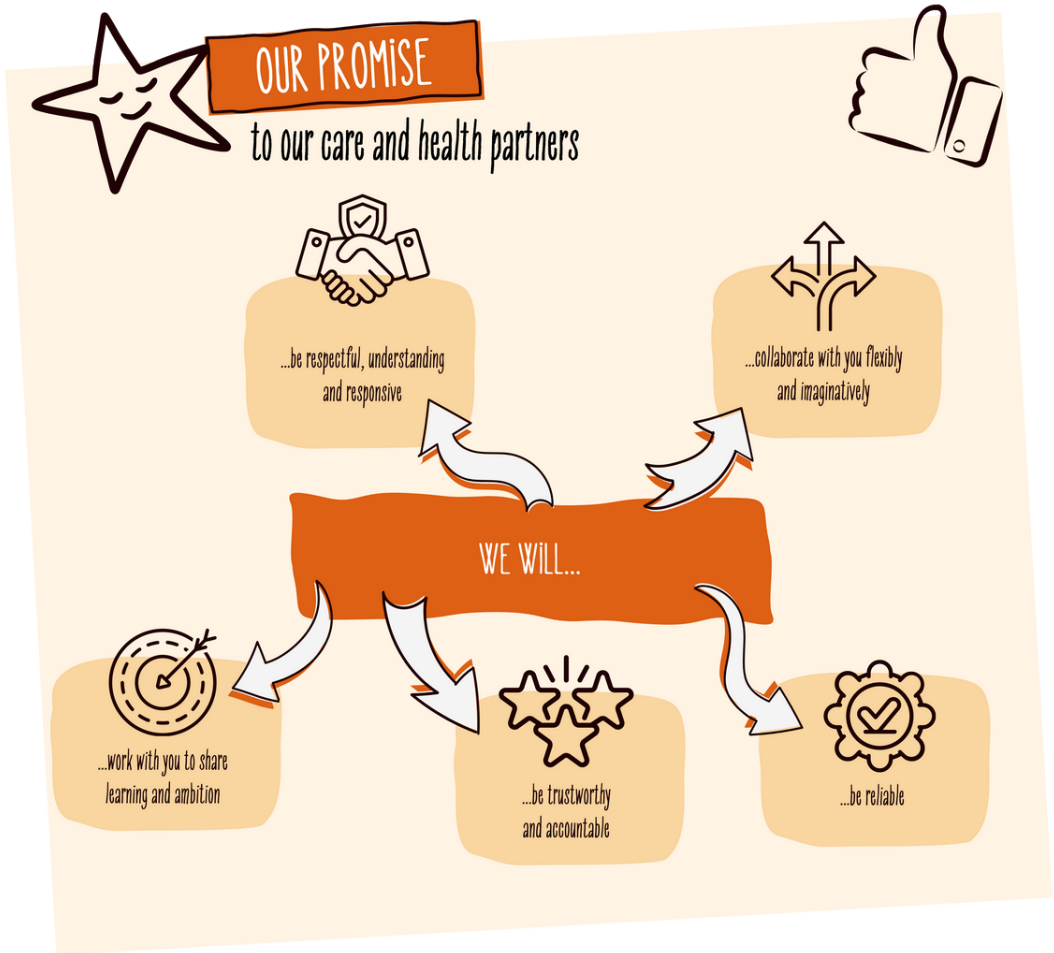 OUR PROMISE
to our care and health partners
...be respectful, understanding
and responsive
...collaborate with you flexibly
and imaginatively
WE WILL...
...work with you to share
learning and ambition
...be trustworthy
and accountable
...be reliable